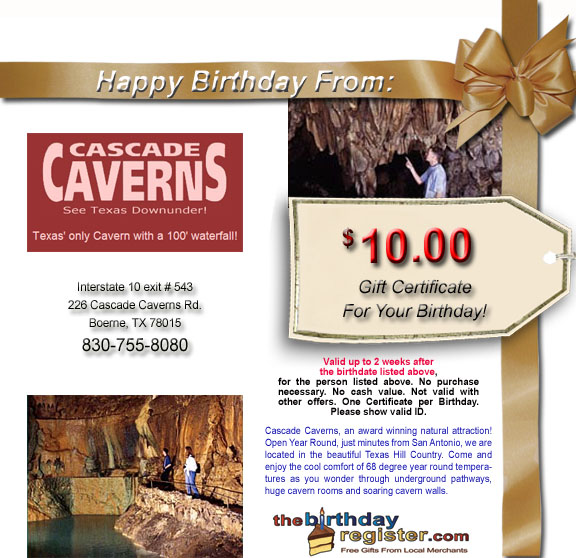 Happy Birthday From:
CASCADE
CAVERNS
See Texas Downunder!
Texas' only Cavern with a 100' waterfall!
Interstate 10 exit # 543
226 Cascade Caverns Rd.
Boerne, TX 78015
830-755-8080
$10.00
Gift Certificate
For Your Birthday!
Valid up to 2 weeks after
the birthdate listed above,
for the person listed above. No purchase
necessary. No cash value. Not valid with
other offers. One Certificate per Birthday.
Please show valid ID.
Cascade Caverns, an award winning natural attraction!
Open Year Round, just minutes from San Antonio, we are
located in the beautiful Texas Hill Country. Come and
enjoy the cool comfort of 68 degree year round tempera-
tures as you wonder through underground pathways,
huge cavern rooms and soaring cavern walls.
thebirthday
register.com
Free Gifts From Local Merchants